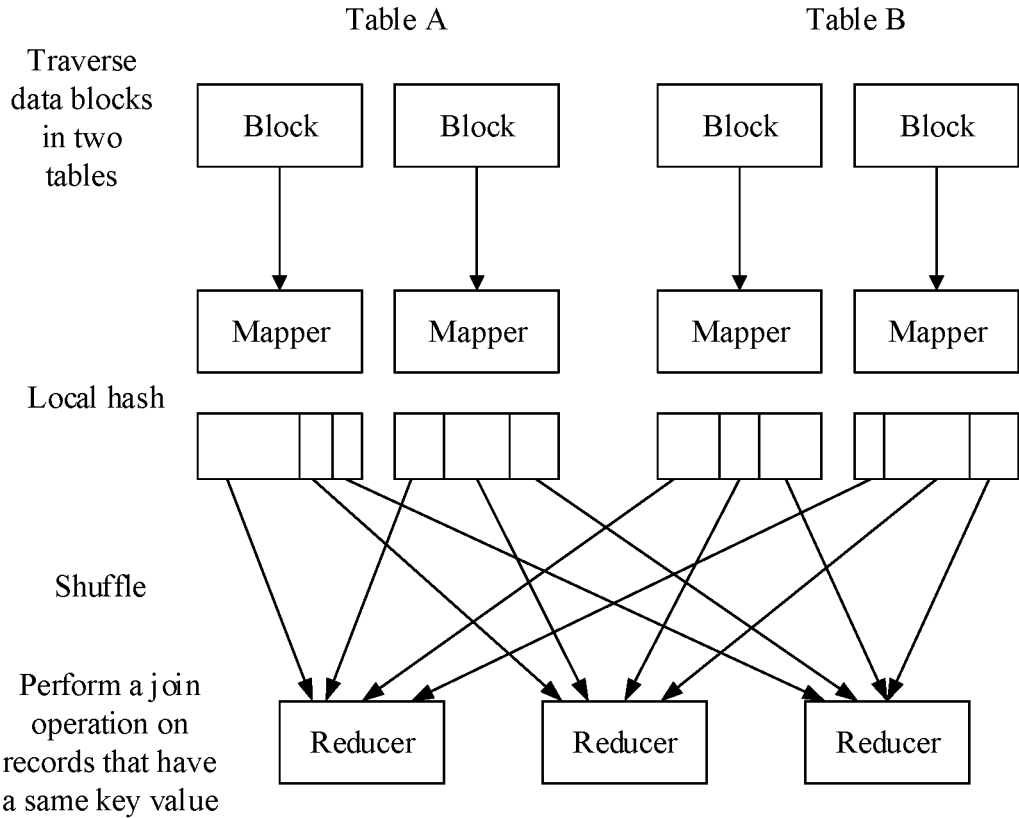 Table A
Table B
Traverse
data blocks
in two
tables
Block
Block
Block
Block
Mapper
Mapper
Mapper
Mapper
Local hash
Shuffle
Perform a join
operation on
records that have
a same key value
Reducer
Reducer
Reducer